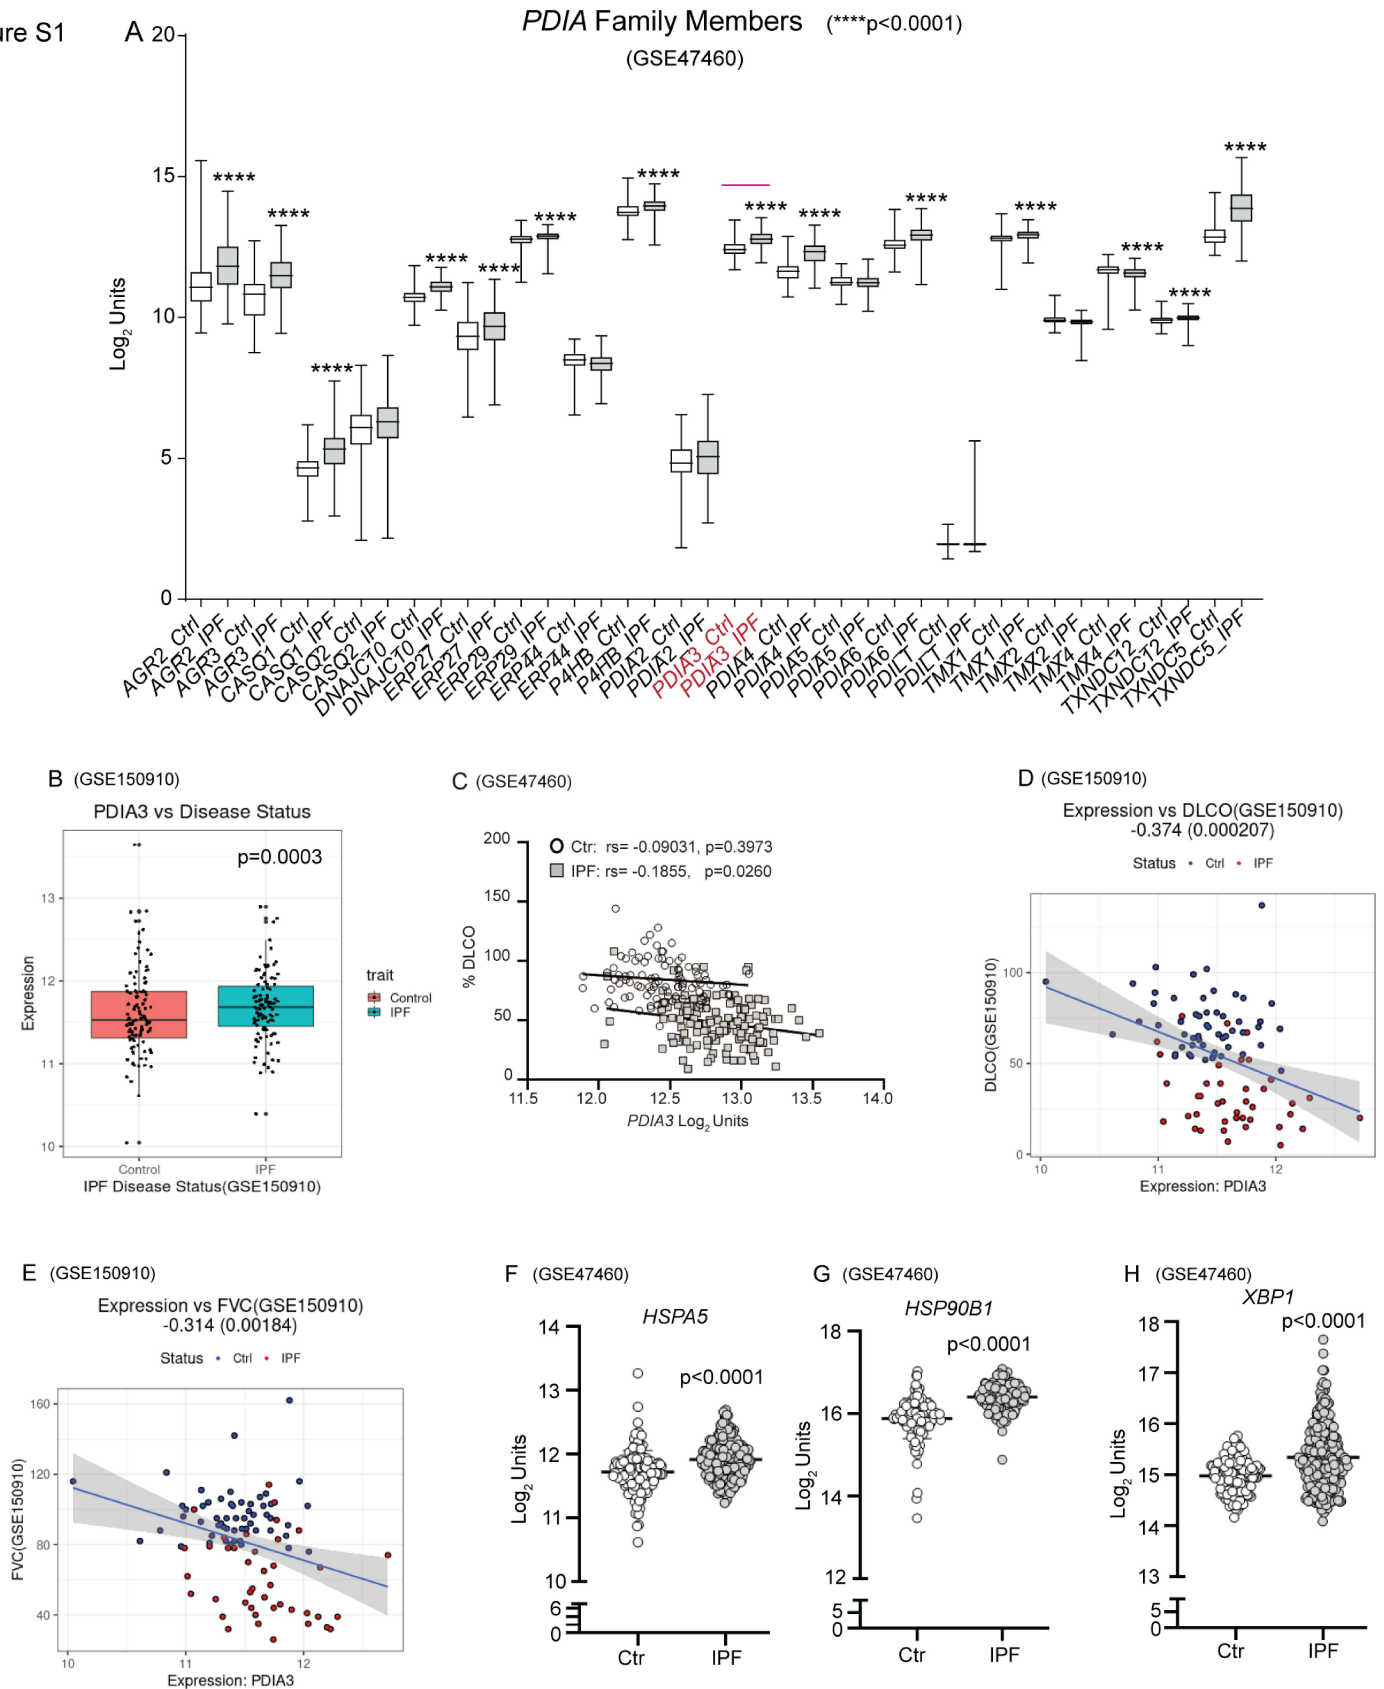 ure S1
A
PDIA Family Members (****p<0.0001)
(GSE47460)
Log2 Units
20
15
10
5
0
**** **** **** **** **** **** **** **** **** **** **** **** **** ****
AGR2_Ctrl
AGR2_IPF
AGR3_Ctrl
AGR3_IPF
CASQ1_Ctrl
CASQ1_IPF
CASQ2_Ctrl
CASQ2_IPF
DNAJC10_Ctrl
DNAJC10_IPF
ERP27_Ctrl
ERP27_IPF
ERP29_Ctrl
ERP29_IPF
ERP44_Ctrl
ERP44_IPF
P4HB_Ctrl
P4HB_IPF
PDIA2_Ctrl
PDIA2_IPF
PDIA3_Ctrl
PDIA3_IPF
PDIA4_Ctrl
PDIA4_IPF
PDIA5_Ctrl
PDIA5_IPF
PDIA6_Ctrl
PDIA6_IPF
PDILT_Ctrl
PDILT_IPF
TMX1_Ctrl
TMX1_IPF
TMX2_Ctrl
TMX2_IPF
TMX4_Ctrl
TMX4_IPF
TXNDC12_Ctrl
TXNDC12_IPF
TXNDC5_Ctrl
TXNDC5_IPF
B (GSE150910)
PDIA3 vs Disease Status
p=0.0003
Expression
13
12
11
10
Control IPF
IPF Disease Status(GSE150910)
trait
Control
IPF
C (GSE47460)
Ctr: rs= -0.09031, p=0.3973
IPF: rs= -0.1855, p=0.0260
% DLCO
200
150
100
50
0
11.5 12.0 12.5 13.0 13.5 14.0
PDIA3 Log2 Units
D (GSE150910)
Expression vs DLCO(GSE150910)
-0.374 (0.000207)
Status Ctrl IPF
DLCO(GSE150910)
100
50
0
10 11 12
Expression: PDIA3
E (GSE150910)
Expression vs FVC(GSE150910)
-0.314 (0.00184)
Status Ctrl IPF
FVC(GSE150910)
160
120
80
40
10 11 12
Expression: PDIA3
F (GSE47460)
HSPA5
p<0.0001
Log2 Units
14
13
12
11
10
6
0
Ctr IPF
G (GSE47460)
HSP90B1
p<0.0001
Log2 Units
18
16
14
12
5
0
Ctr IPF
H (GSE47460)
XBP1
p<0.0001
Log2 Units
18
17
16
15
14
13
5
0
Ctr IPF